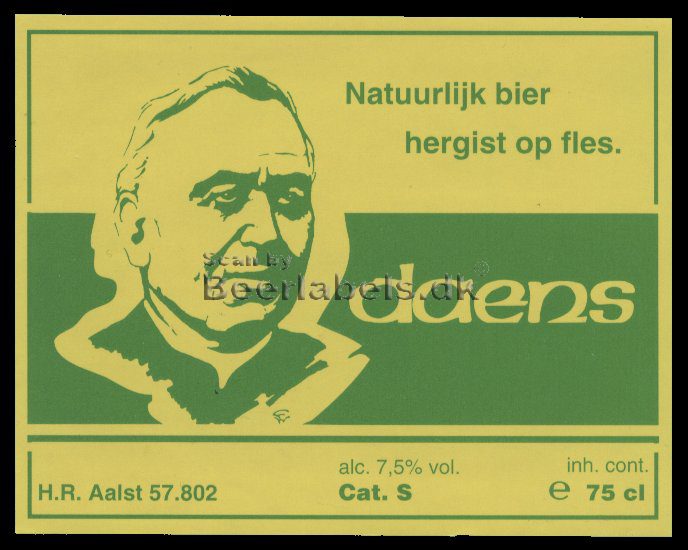 Natuurlijk bier
hergist op fles.
Scan by
Beerlabels.dk
daens
alc. 7,5% vol.
inh. cont.
H.R. Aalst 57.802
Cat. S
e 75 cl